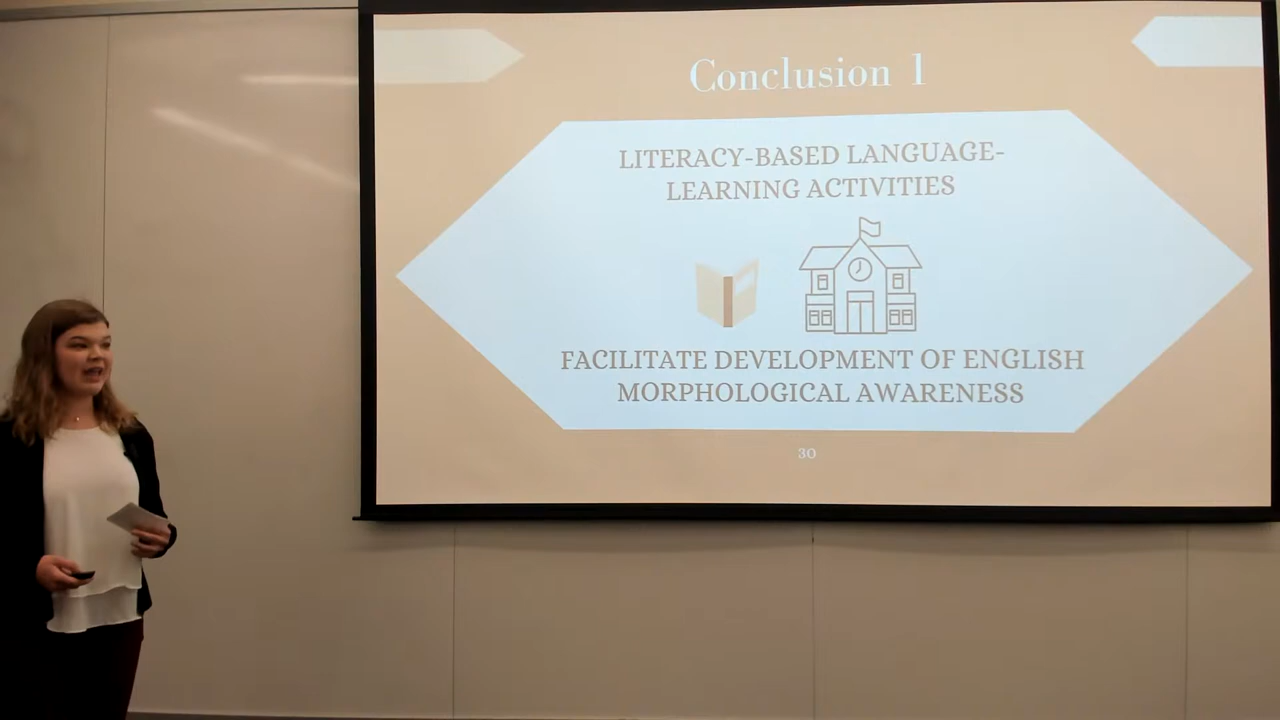 Conclusion 1
LITERACY-BASED LANGUAGE-
LEARNING ACTIVITIES
FACILITATE DEVELOPMENT OF ENGLISH
MORPHOLOGICAL AWARENESS
30